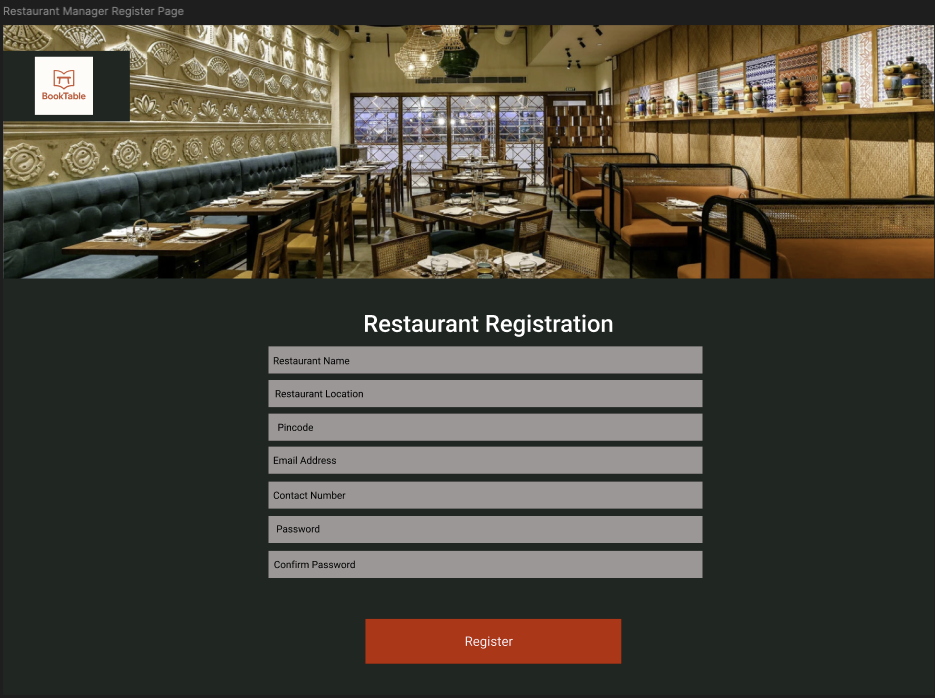 Restaurant Manager Register Page
BookTable
Restaurant Registration
Restaurant Name
Restaurant Location
Pincode
Email Address
Contact Number
Password
Confirm Password
Register